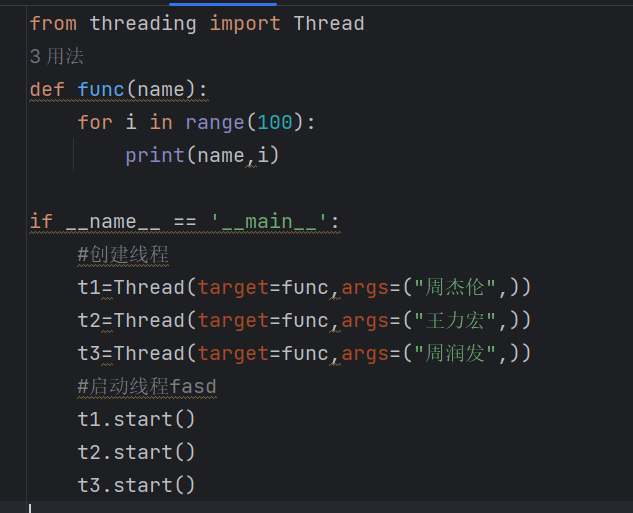 from threading import Thread
3 用法
def func(name):
    for i in range(100):
        print(name,i)
if __name__ == '__main__':
    #创建线程
    t1=Thread(target=func,args=("周杰伦",))
    t2=Thread(target=func,args=("王力宏",))
    t3=Thread(target=func,args=("周润发",))
    #启动线程fasd
    t1.start()
    t2.start()
    t3.start()